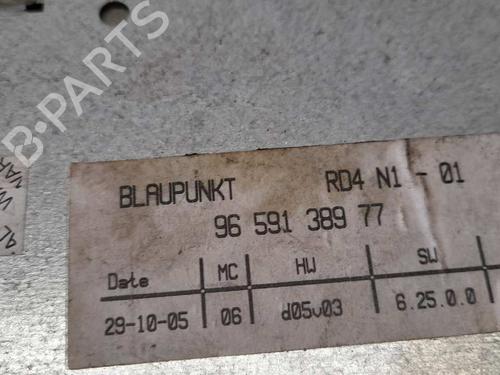 B-PARTS
BLAUPUNKT RD4 N1 - 01
96 591 389 77
Date MC HW SW
29-10-05 06 d05v03 6.25.0.0
B-PARTS